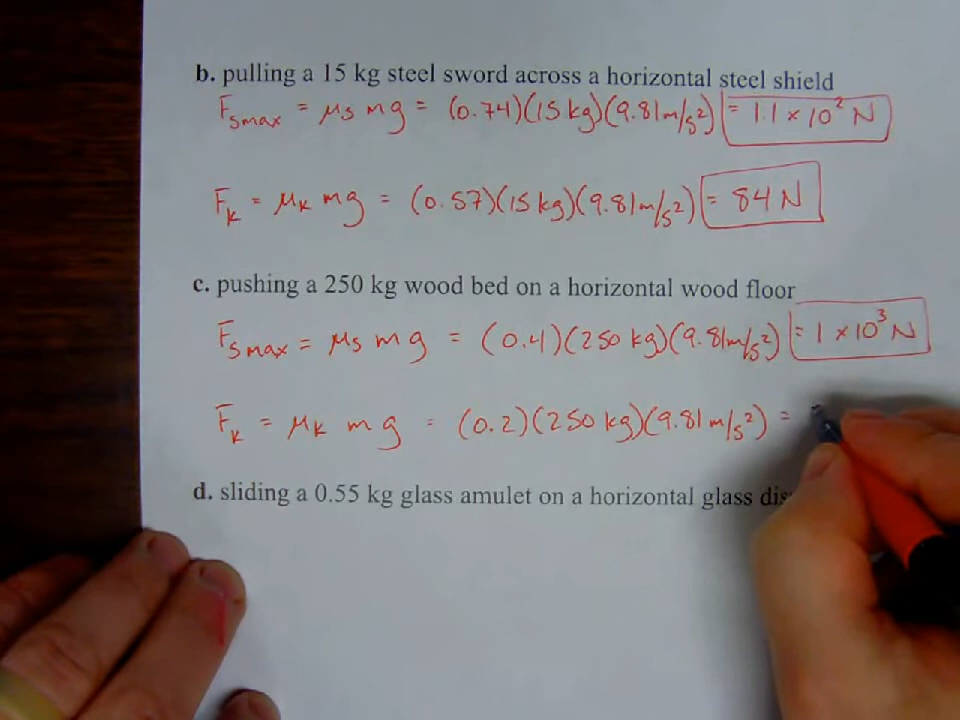 b. pulling a 15 kg steel sword across a horizontal steel shield
Fsmax = μs mg = (0.74)(15 kg)(9.81 m/s²) = 1.1 × 10² N
Fk = μk mg = (0.57)(15 kg)(9.81 m/s²) = 84 N
c. pushing a 250 kg wood bed on a horizontal wood floor
Fsmax = μs mg = (0.4)(250 kg)(9.81 m/s²) = 1 × 10³ N
Fk = μk mg = (0.2)(250 kg)(9.81 m/s²) =
d. sliding a 0.55 kg glass amulet on a horizontal glass